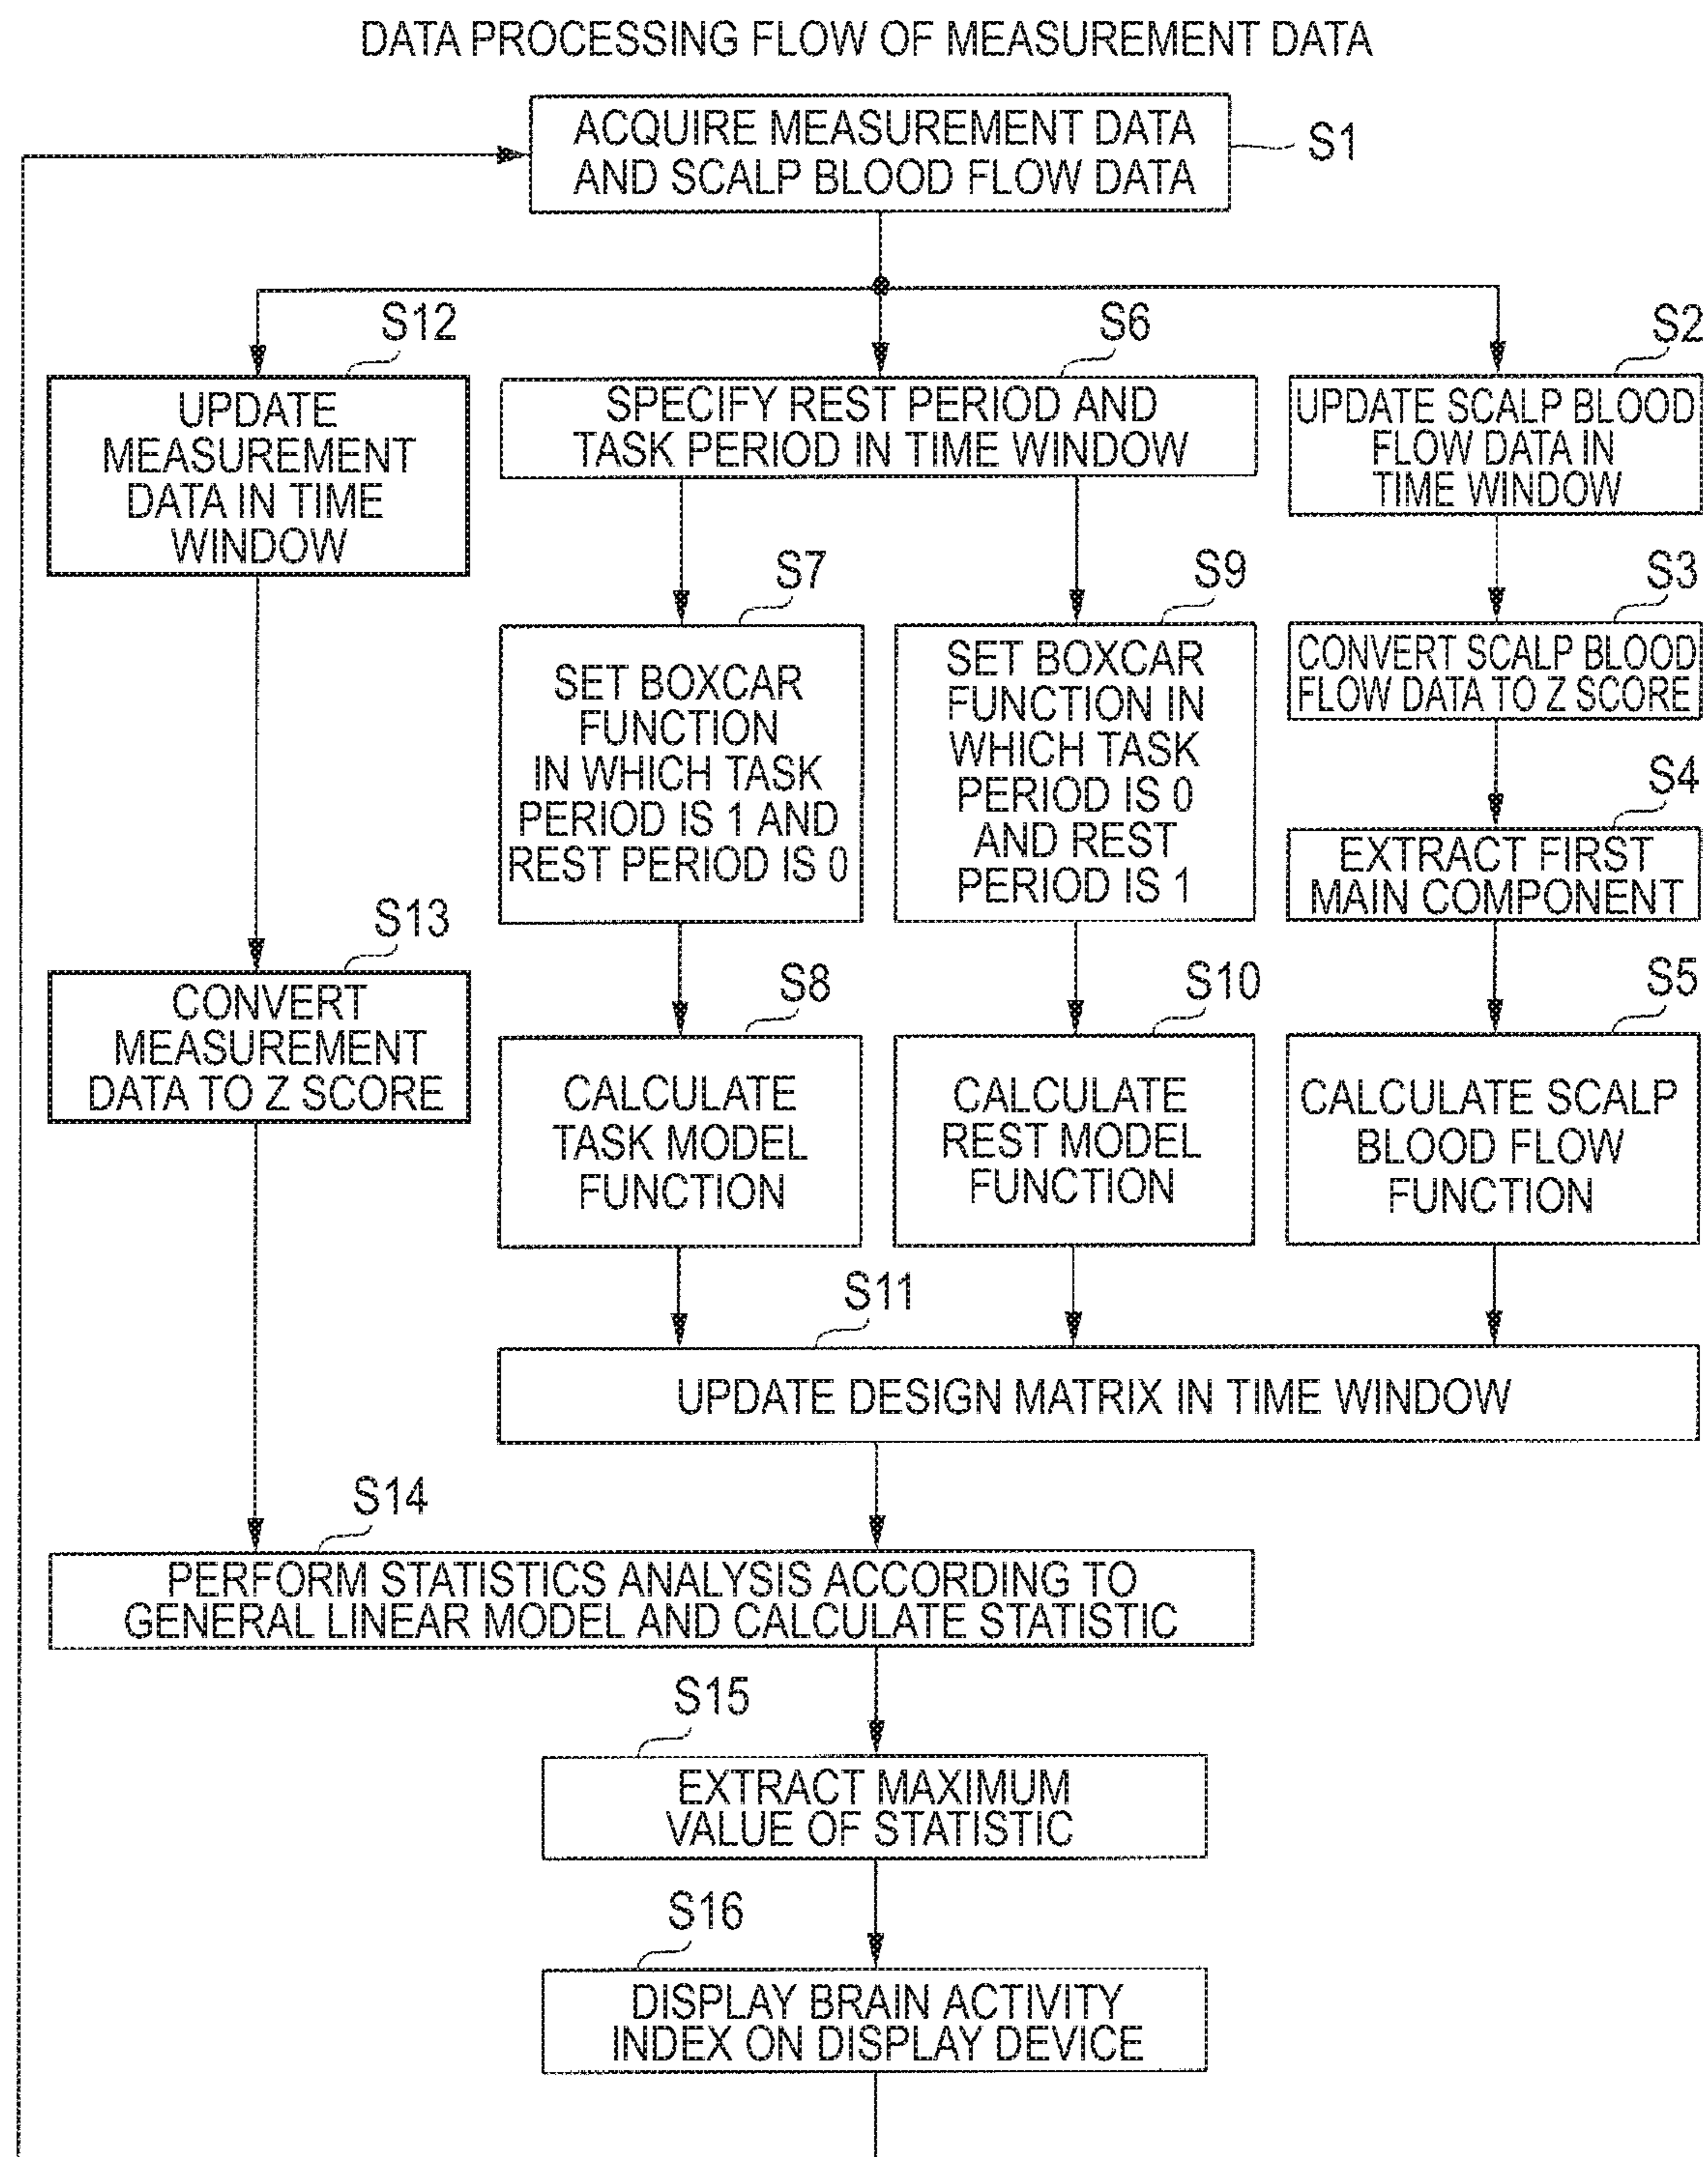 DATA PROCESSING FLOW OF MEASUREMENT DATA
ACQUIRE MEASUREMENT DATA
AND SCALP BLOOD FLOW DATA
S1
S12
UPDATE
MEASUREMENT
DATA IN TIME
WINDOW
S6
SPECIFY REST PERIOD AND
TASK PERIOD IN TIME WINDOW
S2
UPDATE SCALP BLOOD
FLOW DATA IN
TIME WINDOW
S7
SET BOXCAR
FUNCTION
IN WHICH TASK
PERIOD IS 1 AND
REST PERIOD IS 0
S9
SET BOXCAR
FUNCTION IN
WHICH TASK
PERIOD IS 0
AND REST
PERIOD IS 1
S3
CONVERT SCALP BLOOD
FLOW DATA TO Z SCORE
S4
EXTRACT FIRST
MAIN COMPONENT
S13
CONVERT
MEASUREMENT
DATA TO Z SCORE
S8
CALCULATE
TASK MODEL
FUNCTION
S10
CALCULATE
REST MODEL
FUNCTION
S5
CALCULATE SCALP
BLOOD FLOW
FUNCTION
S11
UPDATE DESIGN MATRIX IN TIME WINDOW
S14
PERFORM STATISTICS ANALYSIS ACCORDING TO
GENERAL LINEAR MODEL AND CALCULATE STATISTIC
S15
EXTRACT MAXIMUM
VALUE OF STATISTIC
S16
DISPLAY BRAIN ACTIVITY
INDEX ON DISPLAY DEVICE